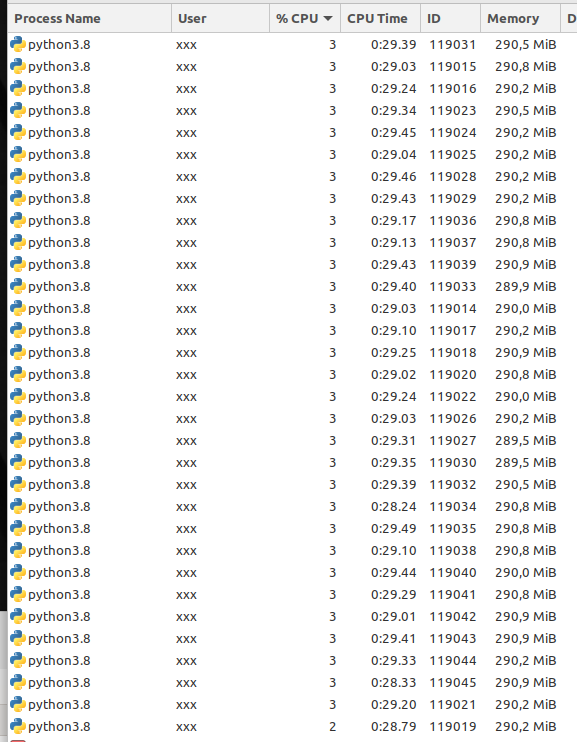 Process Name User % CPU CPU Time ID Memory D
python3.8 xxx 3 0:29.39 119031 290,5 MiB
python3.8 xxx 3 0:29.03 119015 290,8 MiB
python3.8 xxx 3 0:29.24 119016 290,2 MiB
python3.8 xxx 3 0:29.34 119023 290,5 MiB
python3.8 xxx 3 0:29.45 119024 290,2 MiB
python3.8 xxx 3 0:29.04 119025 290,2 MiB
python3.8 xxx 3 0:29.46 119028 290,2 MiB
python3.8 xxx 3 0:29.43 119029 290,2 MiB
python3.8 xxx 3 0:29.17 119036 290,8 MiB
python3.8 xxx 3 0:29.13 119037 290,8 MiB
python3.8 xxx 3 0:29.43 119039 290,9 MiB
python3.8 xxx 3 0:29.40 119033 289,9 MiB
python3.8 xxx 3 0:29.03 119014 290,0 MiB
python3.8 xxx 3 0:29.10 119017 290,2 MiB
python3.8 xxx 3 0:29.25 119018 290,9 MiB
python3.8 xxx 3 0:29.02 119020 290,8 MiB
python3.8 xxx 3 0:29.24 119022 290,0 MiB
python3.8 xxx 3 0:29.03 119026 290,2 MiB
python3.8 xxx 3 0:29.31 119027 289,5 MiB
python3.8 xxx 3 0:29.35 119030 289,5 MiB
python3.8 xxx 3 0:29.39 119032 290,5 MiB
python3.8 xxx 3 0:28.24 119034 290,8 MiB
python3.8 xxx 3 0:29.49 119035 290,8 MiB
python3.8 xxx 3 0:29.10 119038 290,8 MiB
python3.8 xxx 3 0:29.44 119040 290,0 MiB
python3.8 xxx 3 0:29.29 119041 290,8 MiB
python3.8 xxx 3 0:29.01 119042 290,9 MiB
python3.8 xxx 3 0:29.41 119043 290,9 MiB
python3.8 xxx 3 0:29.33 119044 290,2 MiB
python3.8 xxx 3 0:28.33 119045 290,9 MiB
python3.8 xxx 3 0:29.20 119021 290,2 MiB
python3.8 xxx 2 0:28.79 119019 290,2 MiB